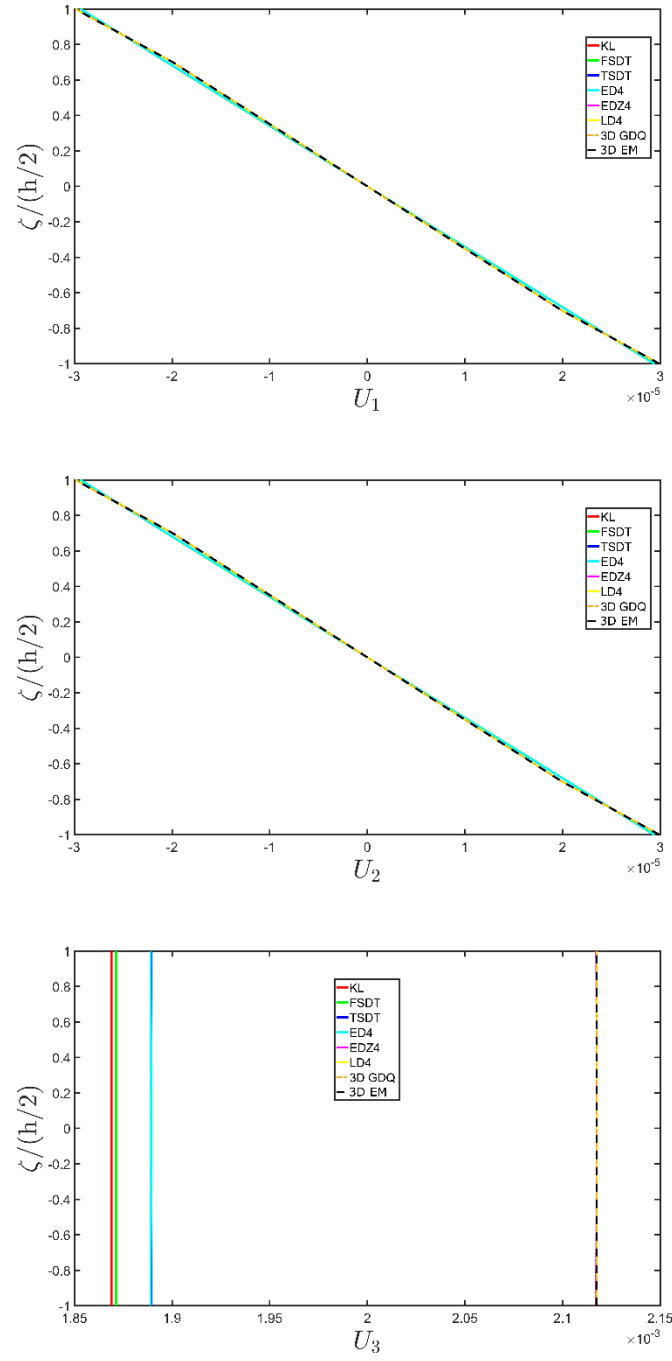 1
0.8
0.6
0.4
0.2
0
-0.2
-0.4
-0.6
-0.8
-1
ζ/(h/2)
KL
FSDT
TSDT
ED4
EDZ4
LD4
3D GDQ
3D EM
-3 -2 -1 0 1 2 3
U₁ ×10⁻⁵
1
0.8
0.6
0.4
0.2
0
-0.2
-0.4
-0.6
-0.8
-1
ζ/(h/2)
KL
FSDT
TSDT
ED4
EDZ4
LD4
3D GDQ
3D EM
-3 -2 -1 0 1 2 3
U₂ ×10⁻⁵
1
0.8
0.6
0.4
0.2
0
-0.2
-0.4
-0.6
-0.8
-1
ζ/(h/2)
KL
FSDT
TSDT
ED4
EDZ4
LD4
3D GDQ
3D EM
1.85 1.9 1.95 2 2.05 2.1 2.15
U₃ ×10⁻³